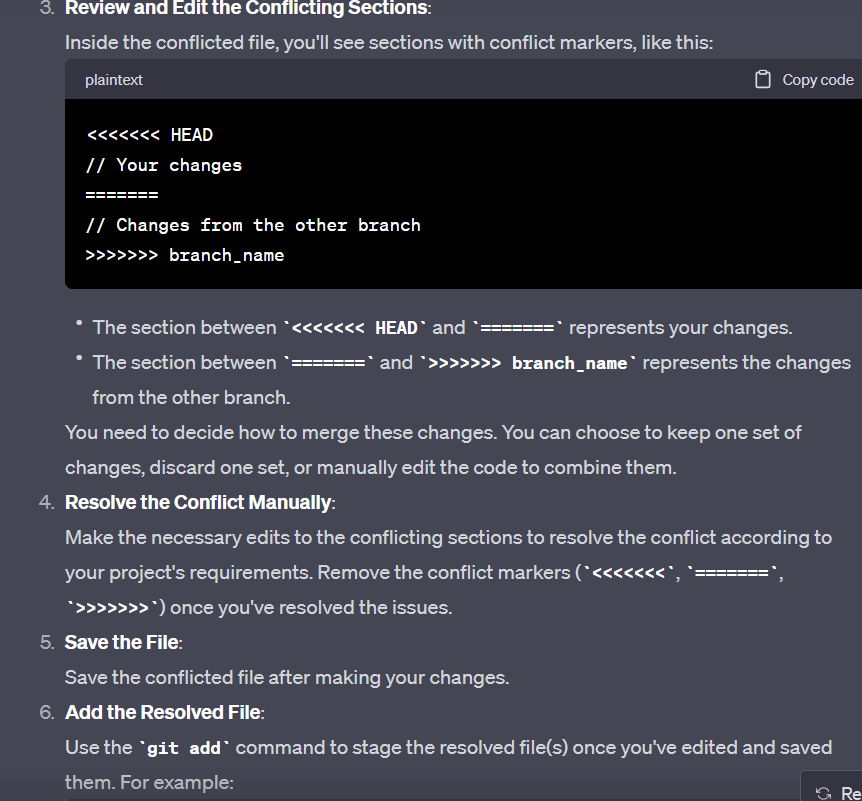 3. Review and Edit the Conflicting Sections:
Inside the conflicted file, you'll see sections with conflict markers, like this:
plaintext Copy code
<<<<<<< HEAD
// Your changes
=======
// Changes from the other branch
>>>>>>> branch_name
• The section between `<<<<<<< HEAD` and `=======` represents your changes.
• The section between `=======` and `>>>>>>> branch_name` represents the changes
from the other branch.
You need to decide how to merge these changes. You can choose to keep one set of
changes, discard one set, or manually edit the code to combine them.
4. Resolve the Conflict Manually:
Make the necessary edits to the conflicting sections to resolve the conflict according to
your project's requirements. Remove the conflict markers (`<<<<<<<`, `=======`,
`>>>>>>>`) once you've resolved the issues.
5. Save the File:
Save the conflicted file after making your changes.
6. Add the Resolved File:
Use the `git add` command to stage the resolved file(s) once you've edited and saved
them. For example:
Re